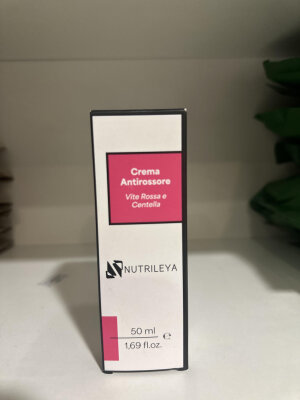 Crema
Antirossore
Vite Rossa e
Centella
NUTRILEYA
50 ml
1,69 fl.oz. ℮